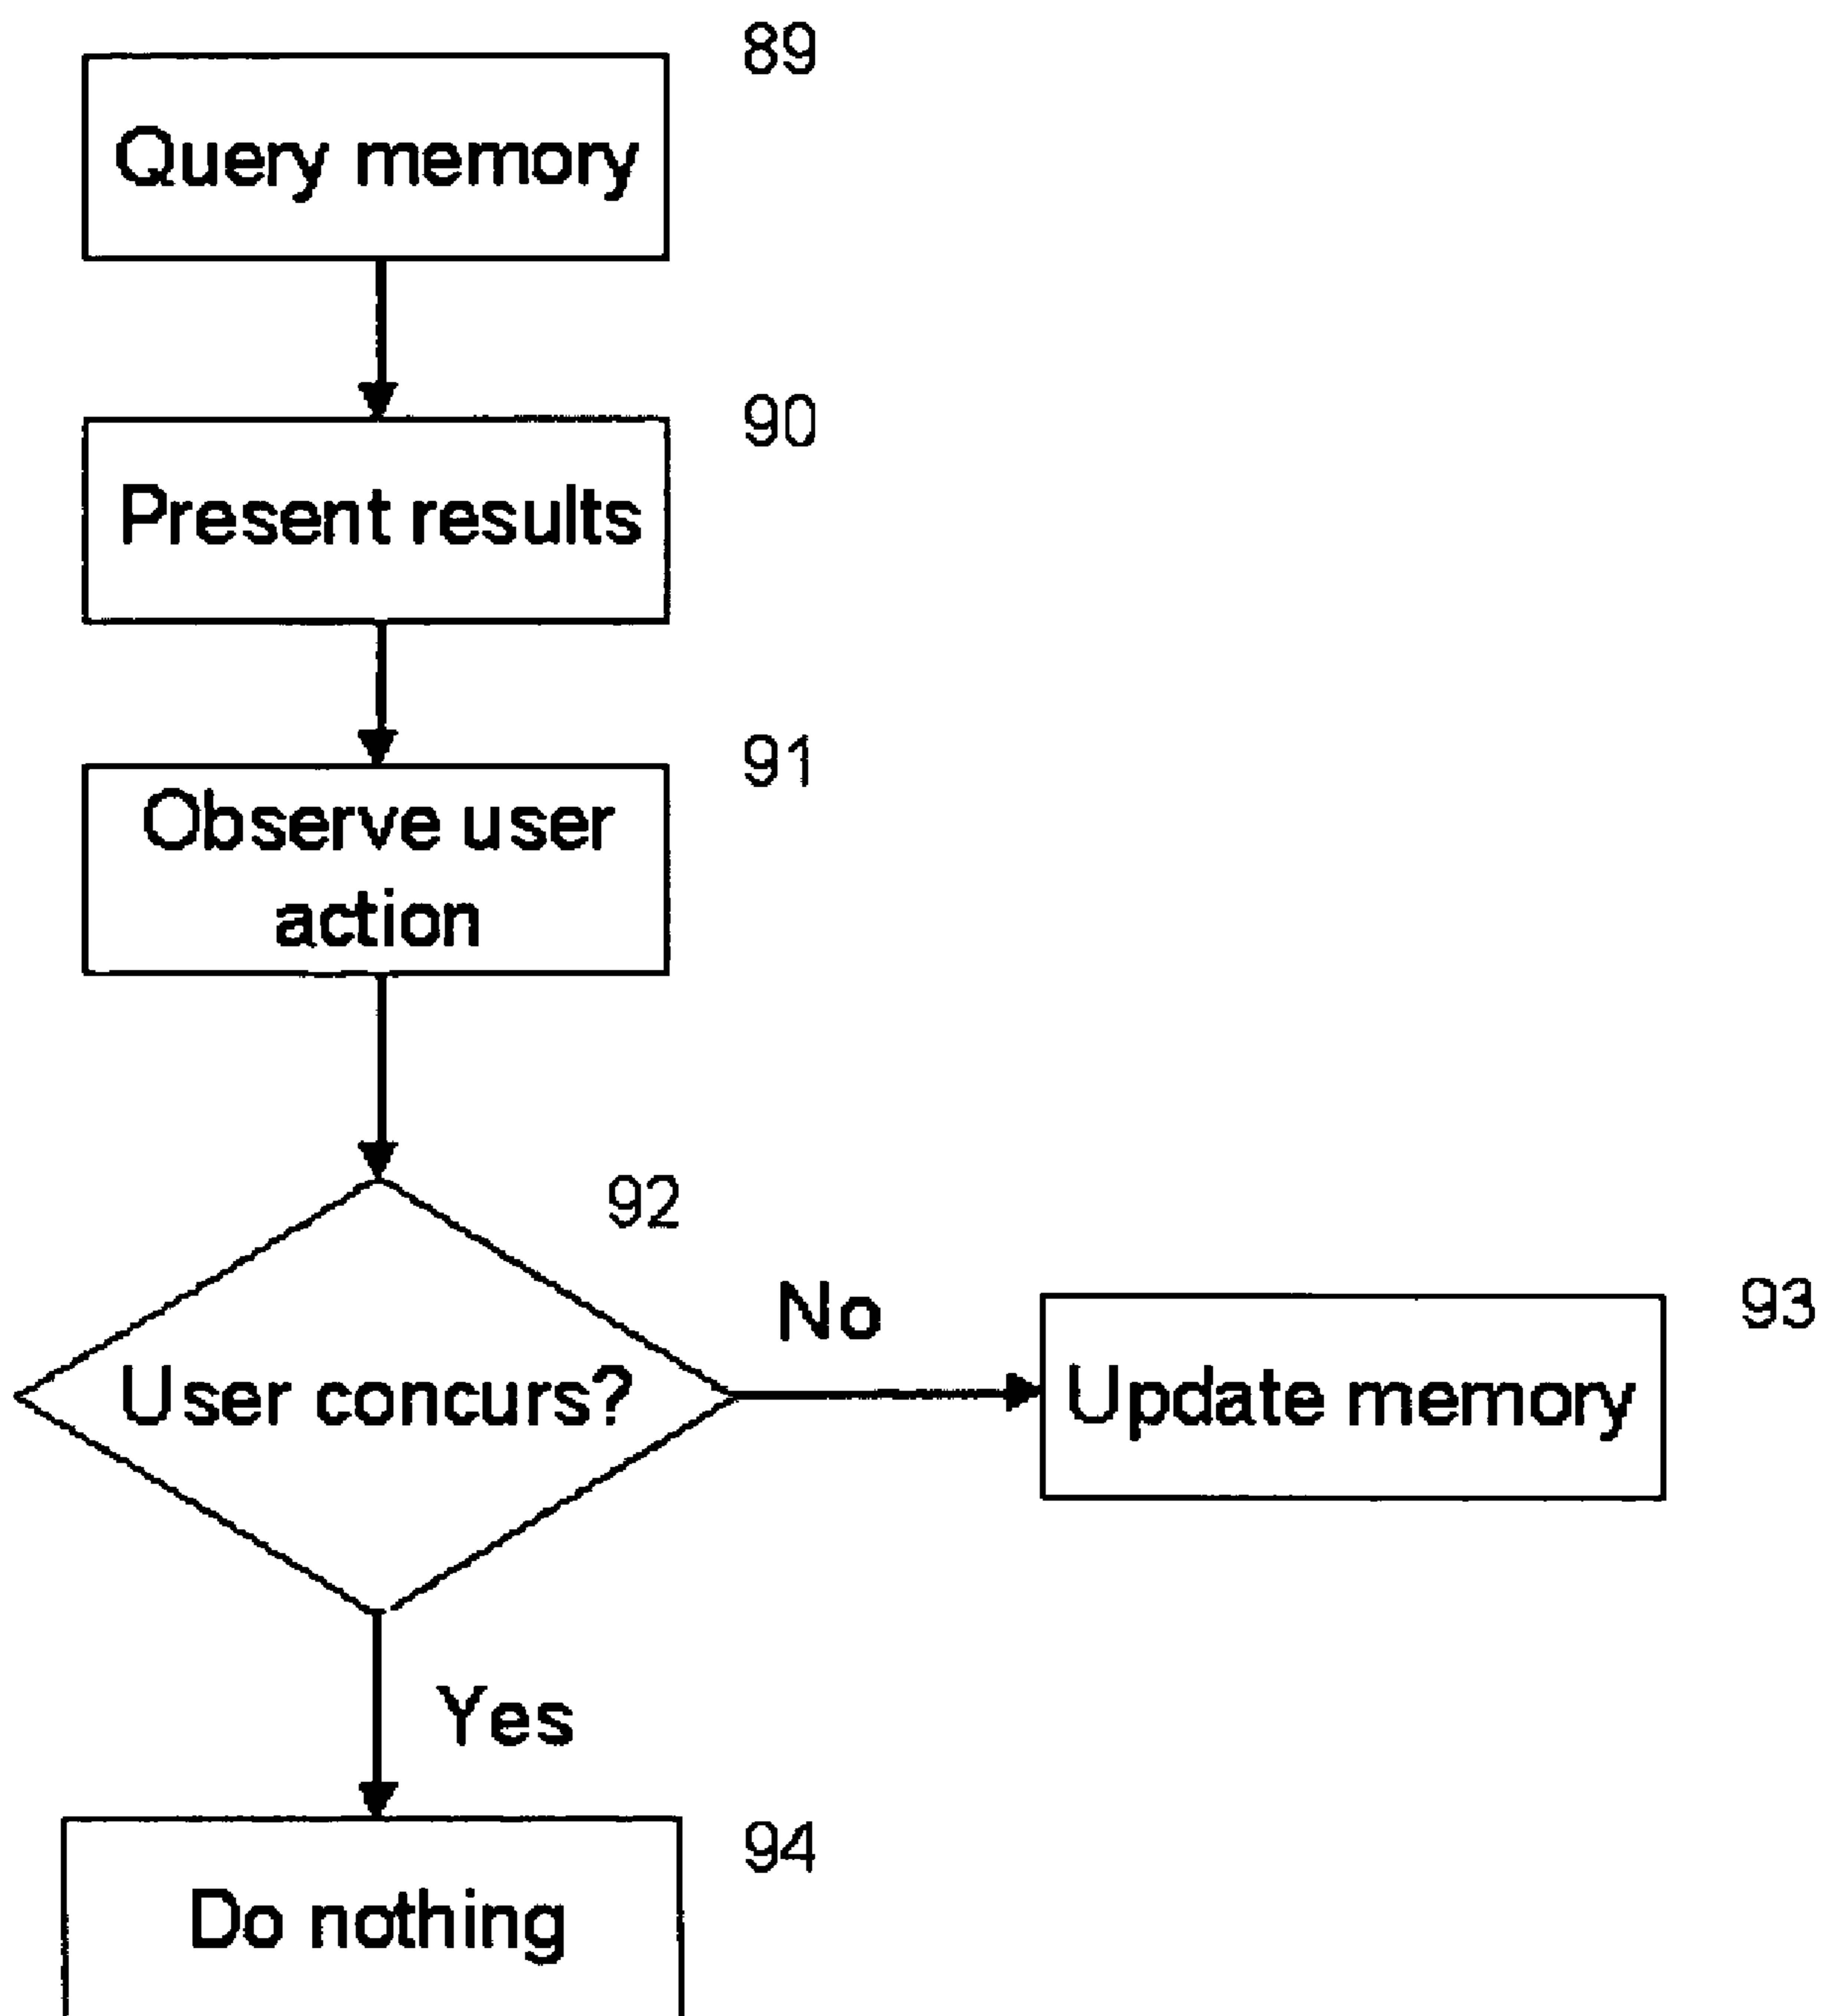 89
Query memory
90
Present results
91
Observe user
action
92
No
93
User concurs?
Update memory
Yes
94
Do nothing